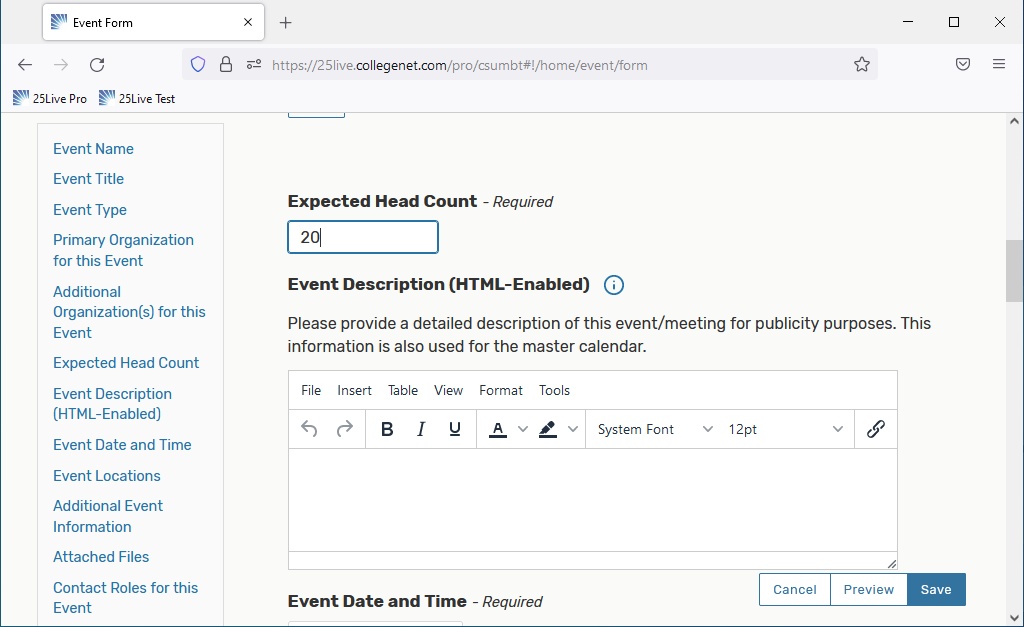 Event Form
https://25live.collegenet.com/pro/csumbt#!/home/event/form
25Live Pro
25Live Test
Event Name
Event Title
Event Type
Primary Organization
for this Event
Additional
Organization(s) for this
Event
Expected Head Count
Event Description
(HTML-Enabled)
Event Date and Time
Event Locations
Additional Event
Information
Attached Files
Contact Roles for this
Event
Expected Head Count - Required
20
Event Description (HTML-Enabled)
Please provide a detailed description of this event/meeting for publicity purposes. This
information is also used for the master calendar.
File Insert Table View Format Tools
B I U A System Font 12pt
Cancel Preview Save
Event Date and Time - Required